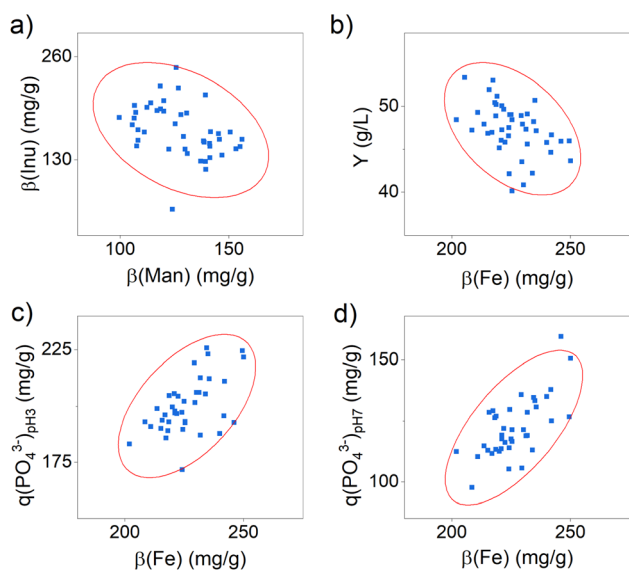 a)
260
130
β(Inu) (mg/g)
100
150
β(Man) (mg/g)
b)
60
50
40
Y (g/L)
200
250
β(Fe) (mg/g)
c)
225
175
q(PO₄³⁻)pH3 (mg/g)
200
250
β(Fe) (mg/g)
d)
150
100
q(PO₄³⁻)pH7 (mg/g)
200
250
β(Fe) (mg/g)